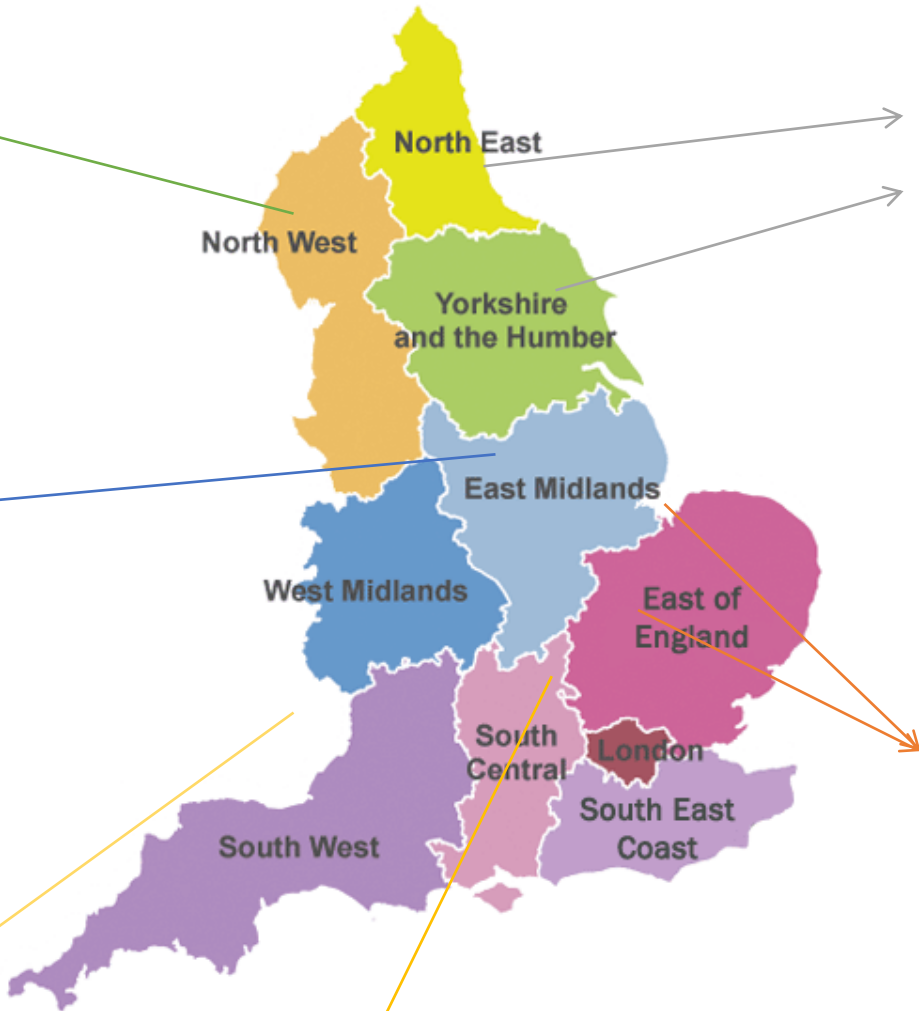 North East
North West
Yorkshire
and the Humber
East Midlands
West Midlands
East of
England
South
Central
London
South East
Coast
South West